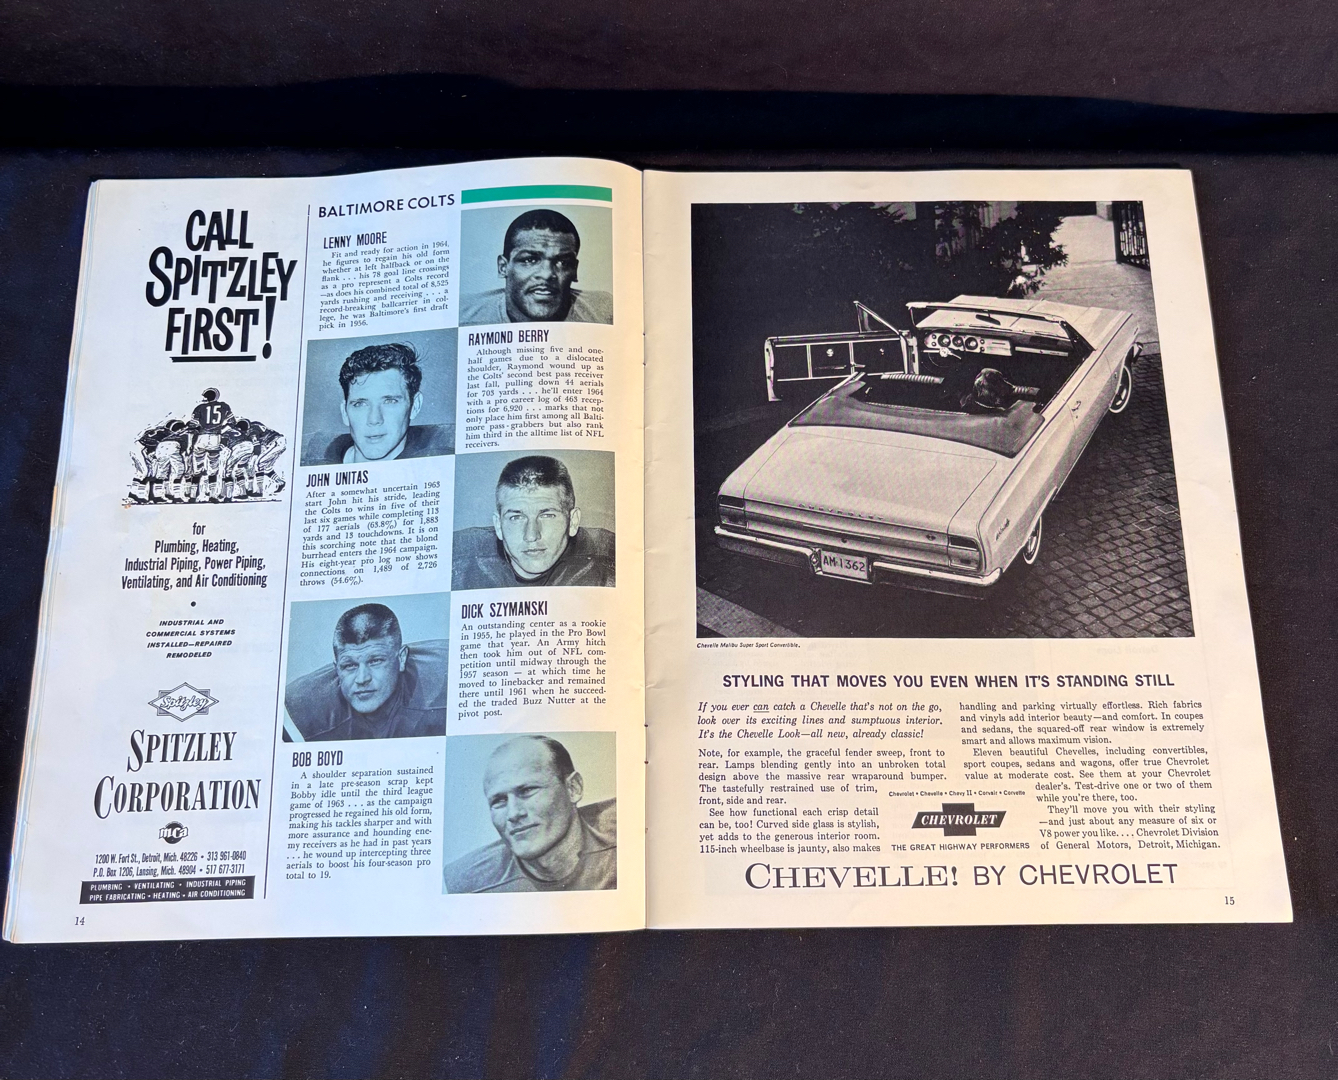 CALL
SPITZLEY
FIRST!
15
for
Plumbing, Heating,
Industrial Piping, Power Piping,
Ventilating, and Air Conditioning
•
INDUSTRIAL AND
COMMERCIAL SYSTEMS
INSTALLED—REPAIRED
REMODELED
Spitzley
SPITZLEY
CORPORATION
mca
1200 W. Fort St., Detroit, Mich. 48226 • 313 961-0840
P.O. Box 1206, Lansing, Mich. 48904 • 517 677-3171
PLUMBING • VENTILATING • INDUSTRIAL PIPING
PIPE FABRICATING • HEATING • AIR CONDITIONING
14
BALTIMORE COLTS
LENNY MOORE
Fit and ready for action in 1964,
he figures to regain his old form
whether at left halfback or on the
flank . . . his 78 goal line crossings
as a pro represent a Colts record
—as does his combined total of 8,525
yards rushing and receiving . . . a
record-breaking ballcarrier in col-
lege, he was Baltimore's first draft
pick in 1956.
RAYMOND BERRY
Although missing five and one-
half games due to a dislocated
shoulder, Raymond wound up as
the Colts' second best pass receiver
last fall, pulling down 44 aerials
for 703 yards . . . he'll enter 1964
with a pro career log of 463 recep-
tions for 6,920 . . . marks that not
only place him first among all Balti-
more pass-grabbers but also rank
him third in the alltime list of NFL
receivers.
JOHN UNITAS
After a somewhat uncertain 1963
start John hit his stride, leading
the Colts to wins in five of their
last six games while completing 113
of 177 aerials (63.8%) for 1,883
yards and 13 touchdowns. It is on
this scorching note that the blond
burrhead enters the 1964 campaign.
His eight-year pro log now shows
connections on 1,489 of 2,726
throws (54.6%).
DICK SZYMANSKI
An outstanding center as a rookie
in 1955, he played in the Pro Bowl
game that year. An Army hitch
then took him out of NFL com-
petition until midway through the
1957 season — at which time he
moved to linebacker and remained
there until 1961 when he succeed-
ed the traded Buzz Nutter at the
pivot post.
BOB BOYD
A shoulder separation sustained
in a late pre-season scrap kept
Bobby idle until the third league
game of 1963 . . . as the campaign
progressed he regained his old form,
making his tackles sharper and with
more assurance and hounding ene-
my receivers as he had in past years
. . . he wound up intercepting three
aerials to boost his four-season pro
total to 19.
AM-1362
Chevelle Malibu Super Sport Convertible.
STYLING THAT MOVES YOU EVEN WHEN IT'S STANDING STILL
If you ever can catch a Chevelle that's not on the go,
look over its exciting lines and sumptuous interior.
It's the Chevelle Look—all new, already classic!
Note, for example, the graceful fender sweep, front to
rear. Lamps blending gently into an unbroken total
design above the massive rear wraparound bumper.
The tastefully restrained use of trim,
front, side and rear.
See how functional each crisp detail
can be, too! Curved side glass is stylish,
yet adds to the generous interior room.
115-inch wheelbase is jaunty, also makes
handling and parking virtually effortless. Rich fabrics
and vinyls add interior beauty—and comfort. In coupes
and sedans, the squared-off rear window is extremely
smart and allows maximum vision.
Eleven beautiful Chevelles, including convertibles,
sport coupes, sedans and wagons, offer true Chevrolet
value at moderate cost. See them at your Chevrolet
dealer's. Test-drive one or two of them
while you're there, too.
They'll move you with their styling
—and just about any measure of six or
V8 power you like. . . . Chevrolet Division
of General Motors, Detroit, Michigan.
Chevrolet • Chevelle • Chevy II • Corvair • Corvette
CHEVROLET
THE GREAT HIGHWAY PERFORMERS
CHEVELLE! BY CHEVROLET
15